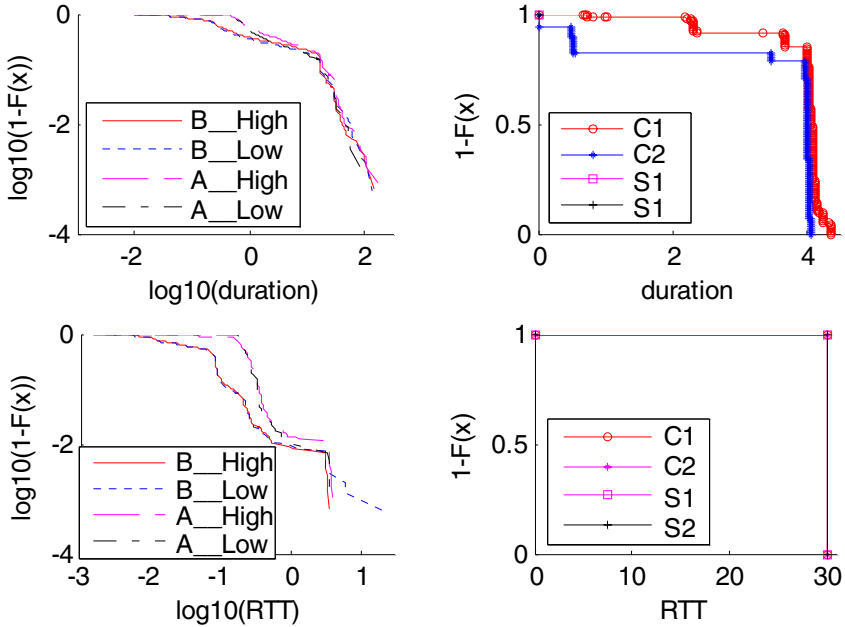 0
-2
-4
log10(1-F(x))
B__High
B__Low
A__High
A__Low
-2
0
2
log10(duration)
1
0.5
0
1-F(x)
C1
C2
S1
S1
0
2
4
duration
0
-2
-4
log10(1-F(x))
B__High
B__Low
A__High
A__Low
-3
-2
-1
0
1
log10(RTT)
1
0.5
0
1-F(x)
C1
C2
S1
S2
0
10
20
30
RTT